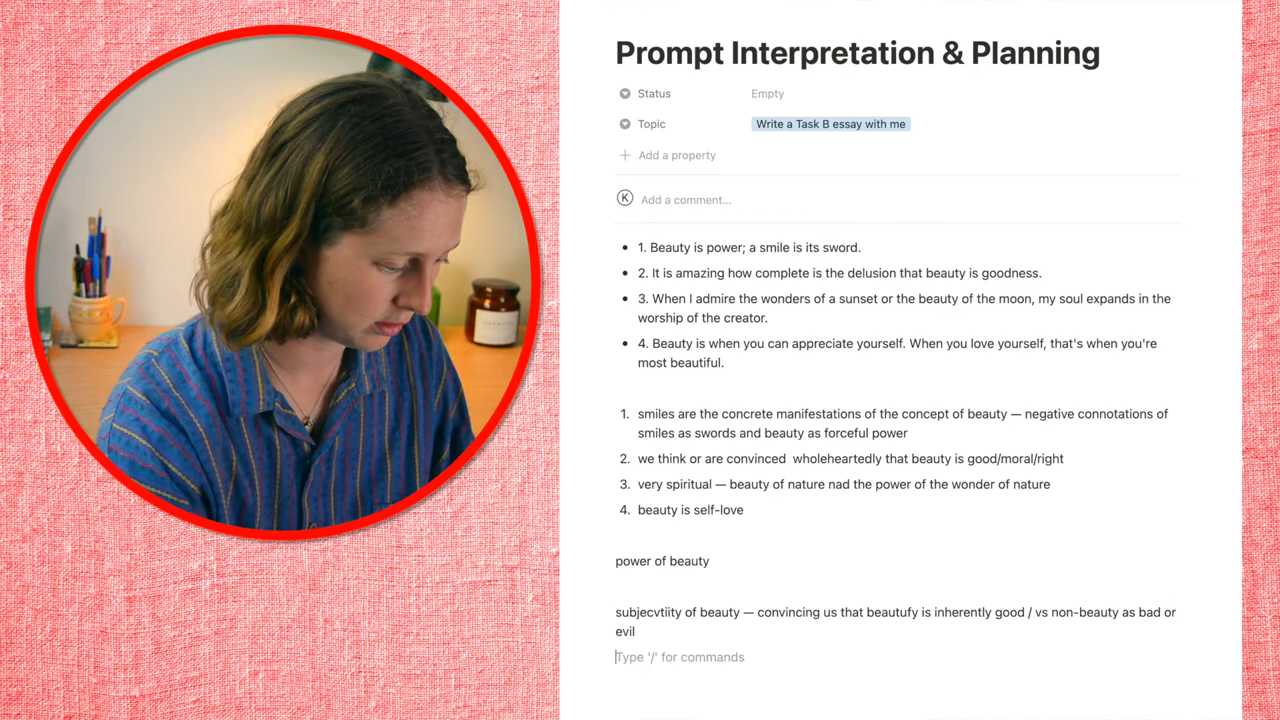 Prompt Interpretation & Planning
Status Empty
Topic Write a Task B essay with me
Add a property
K Add a comment...
1. Beauty is power; a smile is its sword.
2. It is amazing how complete is the delusion that beauty is goodness.
3. When I admire the wonders of a sunset or the beauty of the moon, my soul expands in the
worship of the creator.
4. Beauty is when you can appreciate yourself. When you love yourself, that's when you're
most beautiful.
1. smiles are the concrete manifestations of the concept of beauty — negative connotations of
smiles as swords and beauty as forceful power
2. we think or are convinced  wholeheartedly that beauty is good/moral/right
3. very spiritual — beauty of nature nad the power of the wonder of nature
4. beauty is self-love
power of beauty
subjecvtiity of beauty — convincing us that beautufy is inherently good / vs non-beauty as bad or
evil
Type '/' for commands